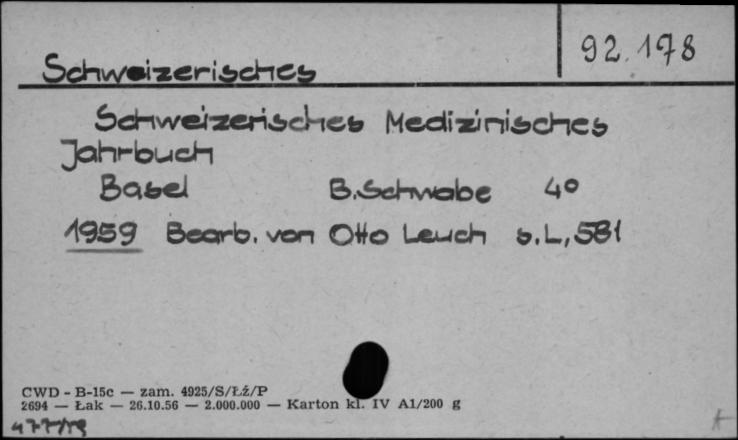 92.178
Schweizerisches
Schweizerisches Medizinisches
Jahrbuch
Basel B.Schwabe 4°
1959 Bearb. von Otto Leuch s.L, 581
CWD - B-15c — zam. 4925/S/Łź/P
2694 — Łak — 26.10.56 — 2.000.000 — Karton kl. IV A1/200 g